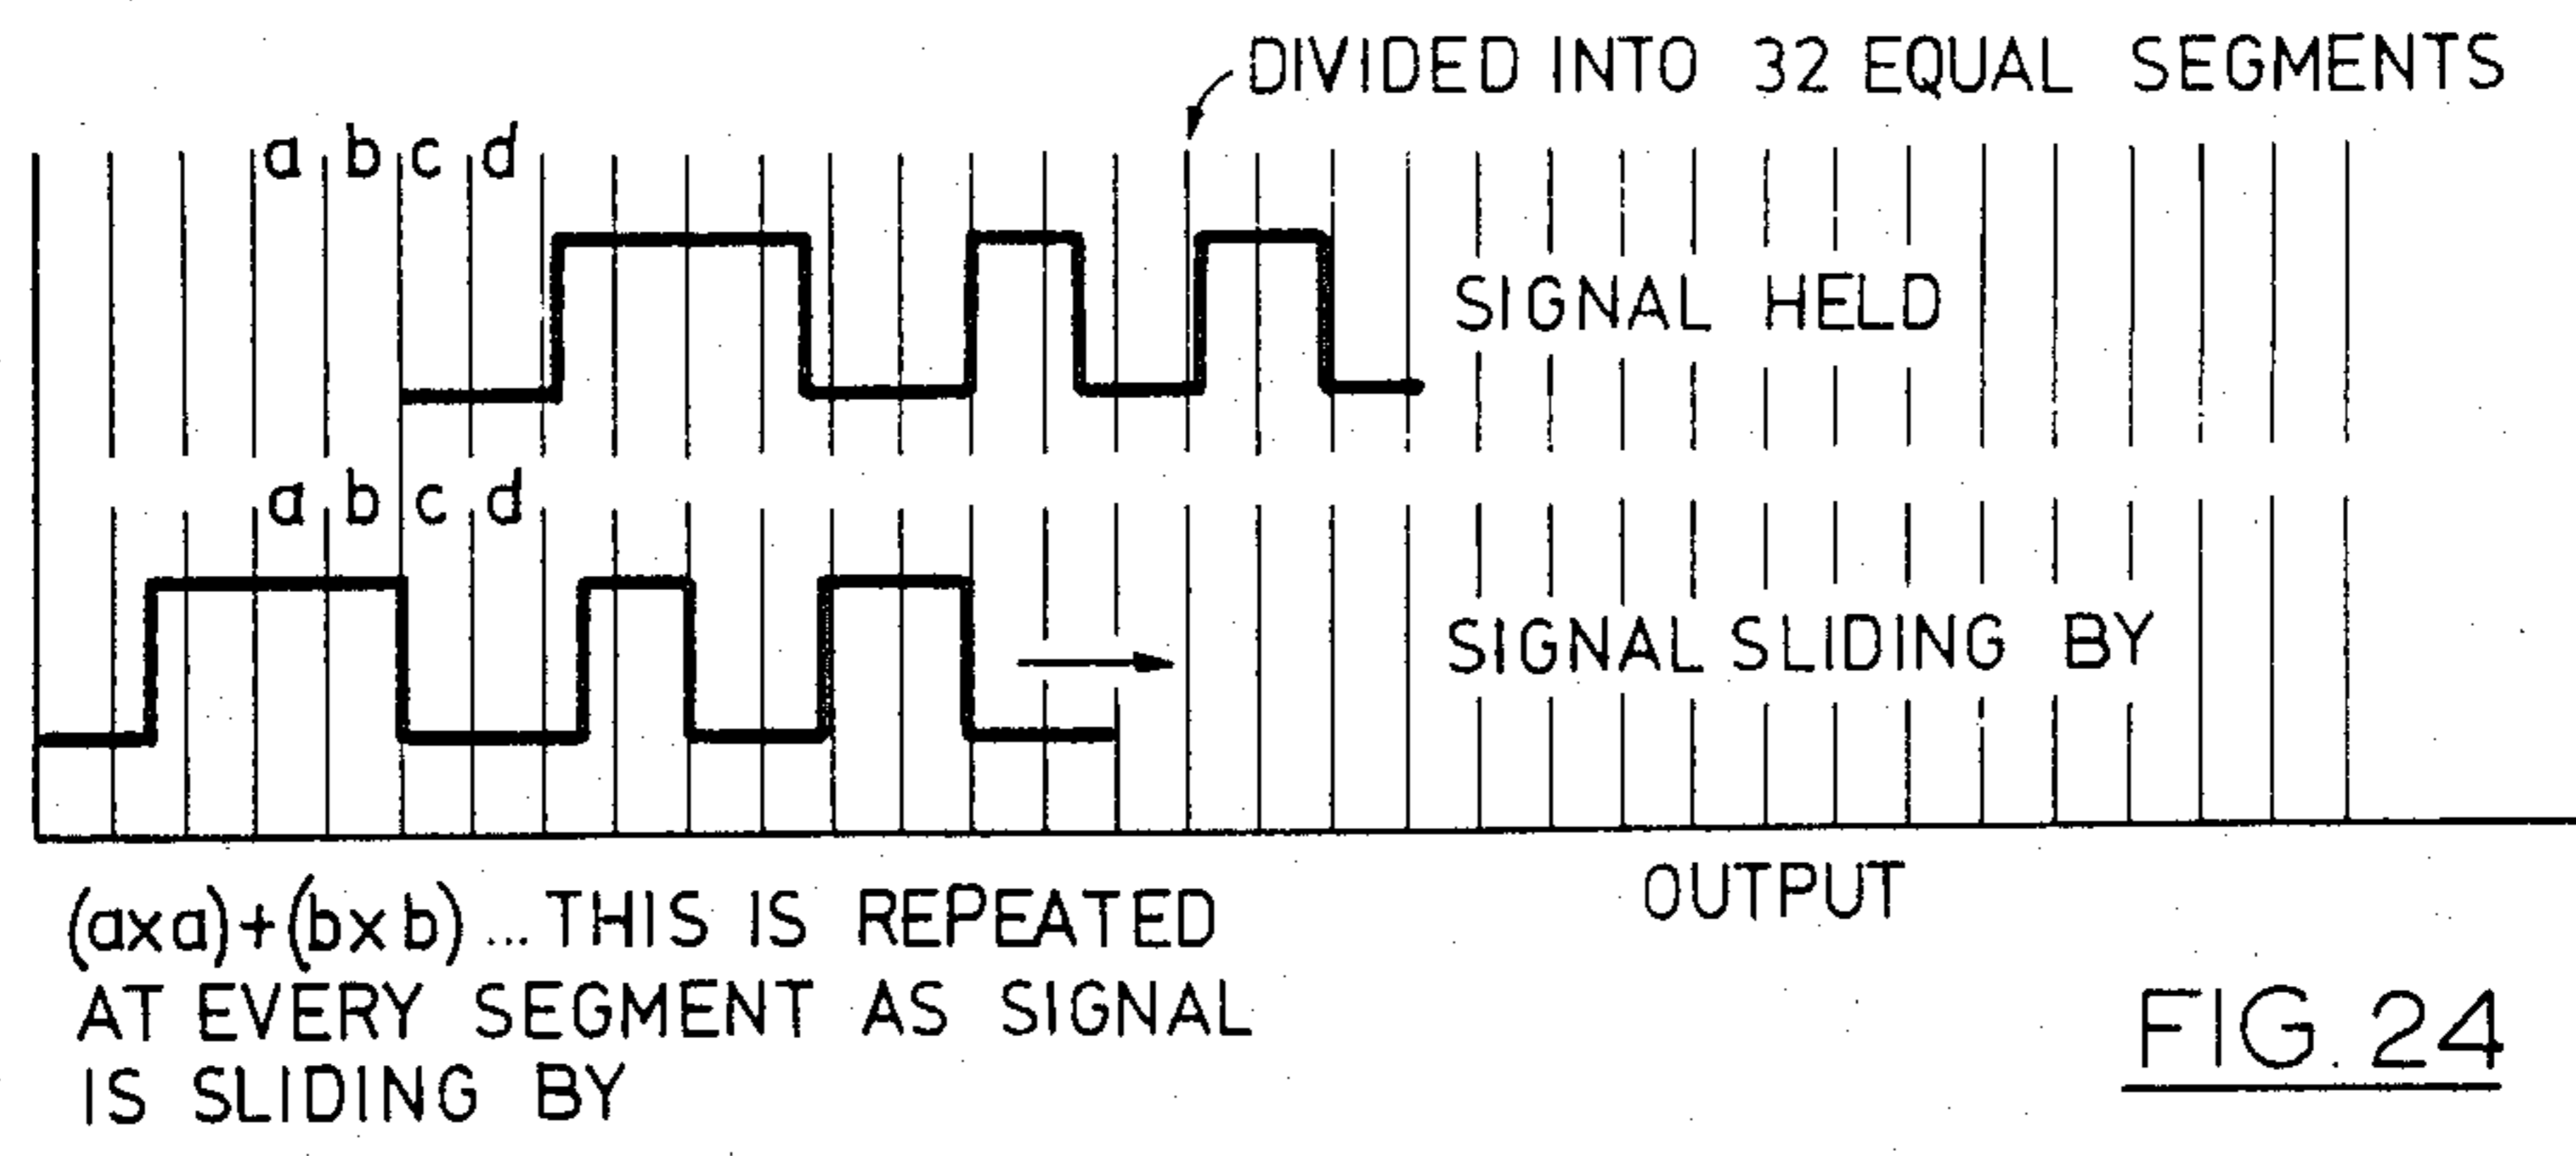 DIVIDED INTO 32 EQUAL SEGMENTS
a b c d
SIGNAL HELD
a b c d
SIGNAL SLIDING BY
OUTPUT
(axa)+(bxb)...THIS IS REPEATED
AT EVERY SEGMENT AS SIGNAL
IS SLIDING BY
FIG. 24